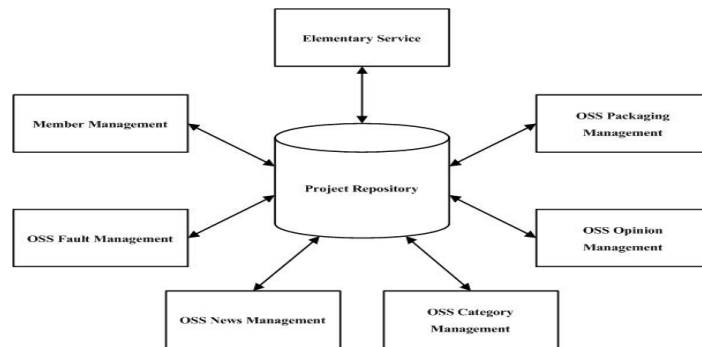 Elementary Service
Member Management
OSS Packaging
Management
Project Repository
OSS Fault Management
OSS Opinion
Management
OSS News Management
OSS Category
Management